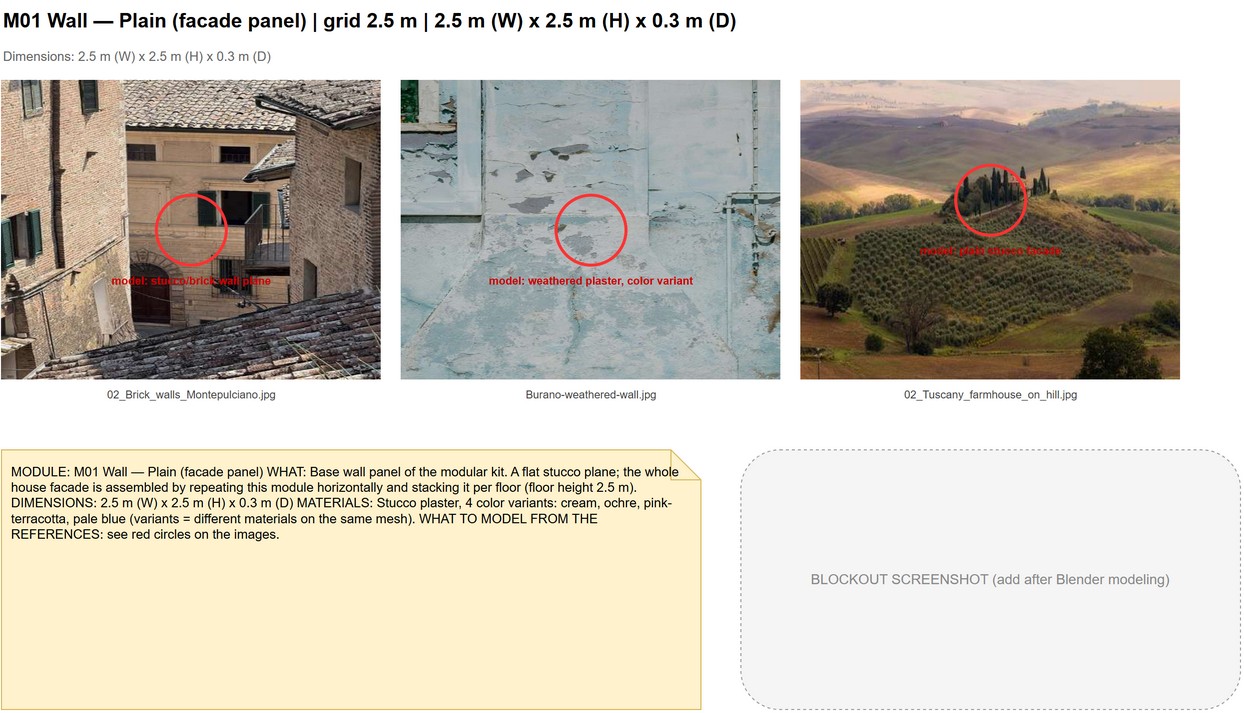 M01 Wall — Plain (facade panel) | grid 2.5 m | 2.5 m (W) x 2.5 m (H) x 0.3 m (D)
Dimensions: 2.5 m (W) x 2.5 m (H) x 0.3 m (D)
model: stucco/brick wall plane
model: weathered plaster, color variant
model: plain stucco facade
02_Brick_walls_Montepulciano.jpg
Burano-weathered-wall.jpg
02_Tuscany_farmhouse_on_hill.jpg
MODULE: M01 Wall — Plain (facade panel) WHAT: Base wall panel of the modular kit. A flat stucco plane; the whole
house facade is assembled by repeating this module horizontally and stacking it per floor (floor height 2.5 m).
DIMENSIONS: 2.5 m (W) x 2.5 m (H) x 0.3 m (D) MATERIALS: Stucco plaster, 4 color variants: cream, ochre, pink-
terracotta, pale blue (variants = different materials on the same mesh). WHAT TO MODEL FROM THE
REFERENCES: see red circles on the images.
BLOCKOUT SCREENSHOT (add after Blender modeling)